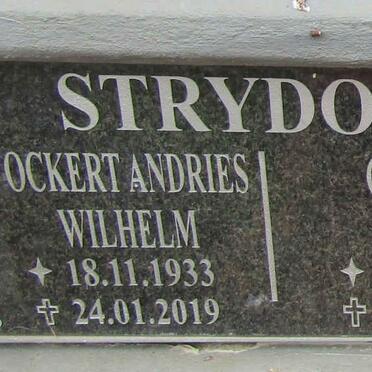 STRYDO
OCKERT ANDRIES
WILHELM
18.11.1933
24.01.2019